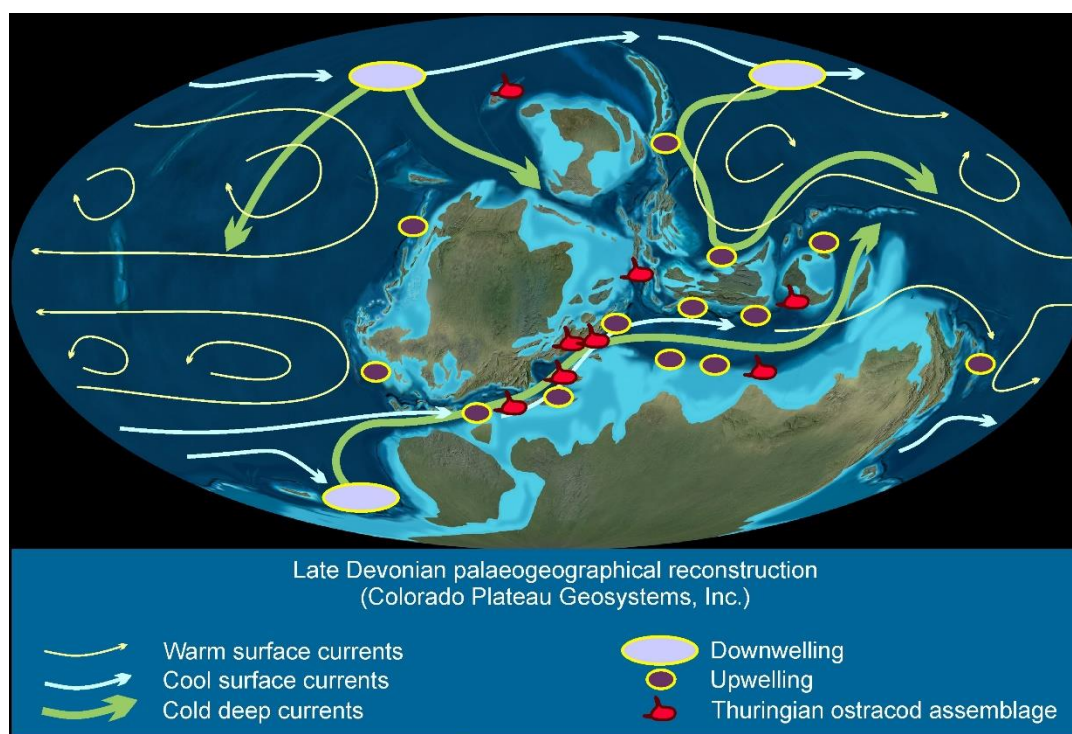 Late Devonian palaeogeographical reconstruction
(Colorado Plateau Geosystems, Inc.)
Warm surface currents
Cool surface currents
Cold deep currents
Downwelling
Upwelling
Thuringian ostracod assemblage